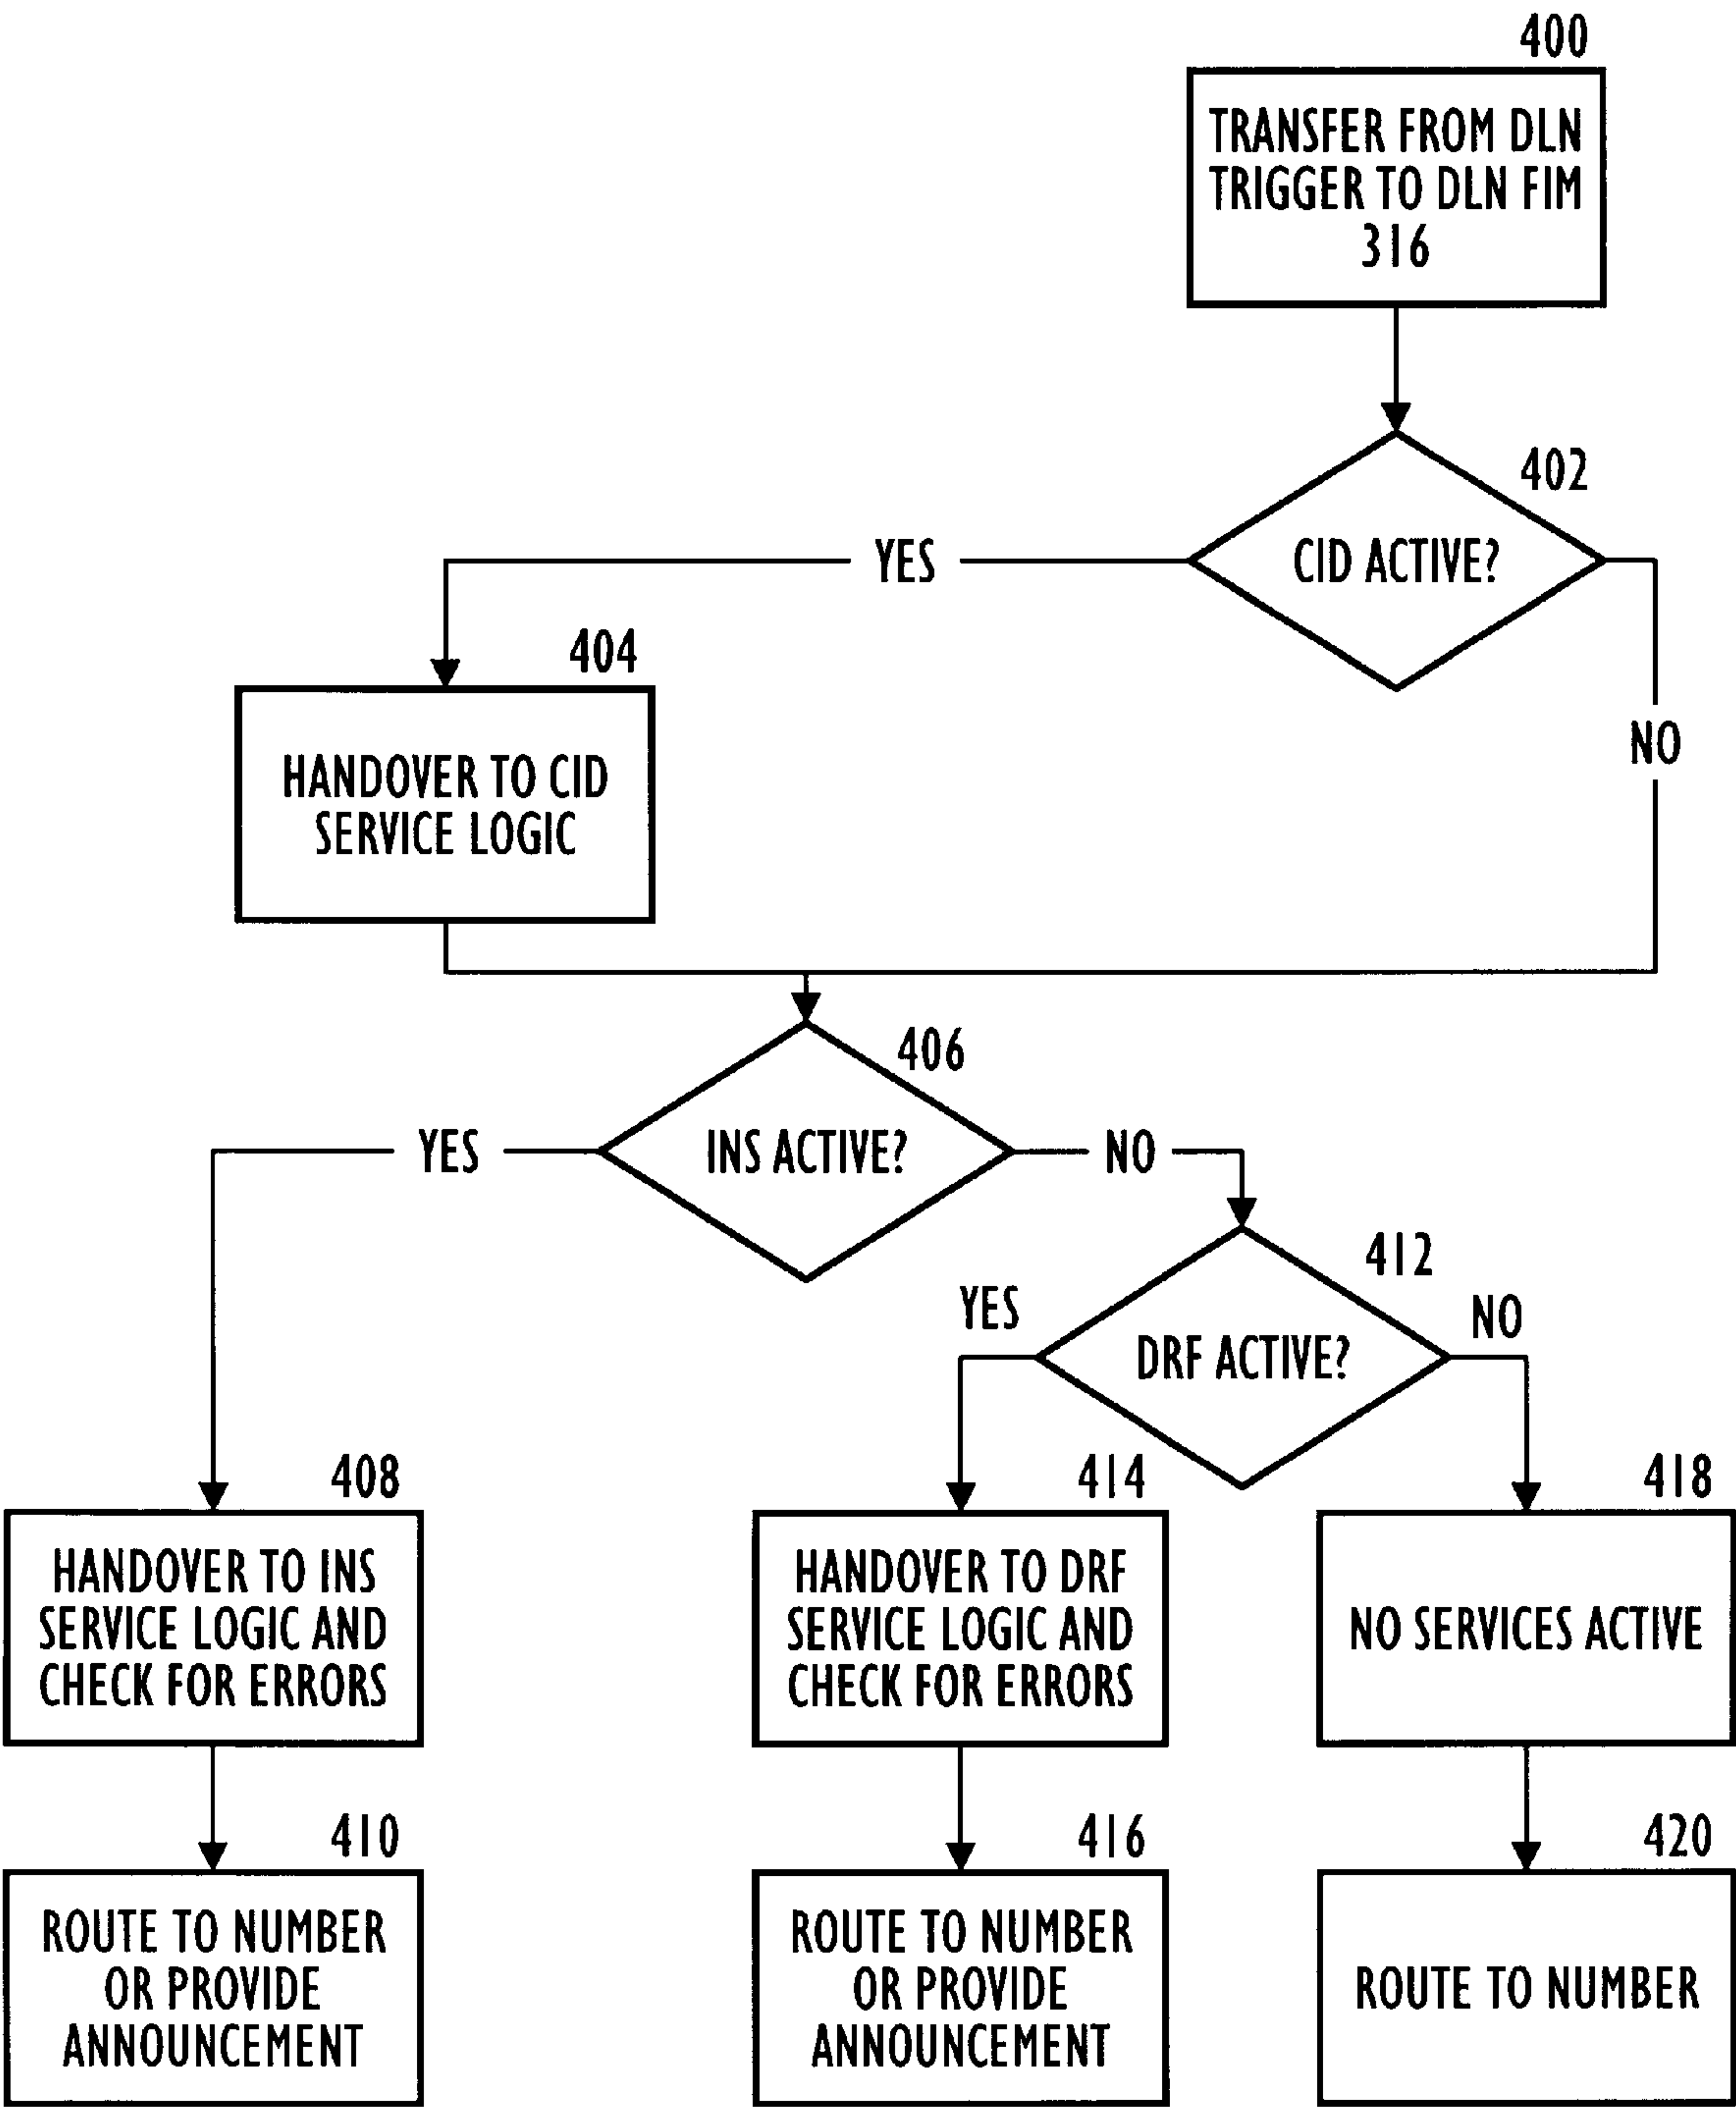 400
TRANSFER FROM DLN
TRIGGER TO DLN FIM
316
402
CID ACTIVE?
YES
NO
404
HANDOVER TO CID
SERVICE LOGIC
406
INS ACTIVE?
YES
NO
412
DRF ACTIVE?
YES
NO
408
HANDOVER TO INS
SERVICE LOGIC AND
CHECK FOR ERRORS
414
HANDOVER TO DRF
SERVICE LOGIC AND
CHECK FOR ERRORS
418
NO SERVICES ACTIVE
410
ROUTE TO NUMBER
OR PROVIDE
ANNOUNCEMENT
416
ROUTE TO NUMBER
OR PROVIDE
ANNOUNCEMENT
420
ROUTE TO NUMBER